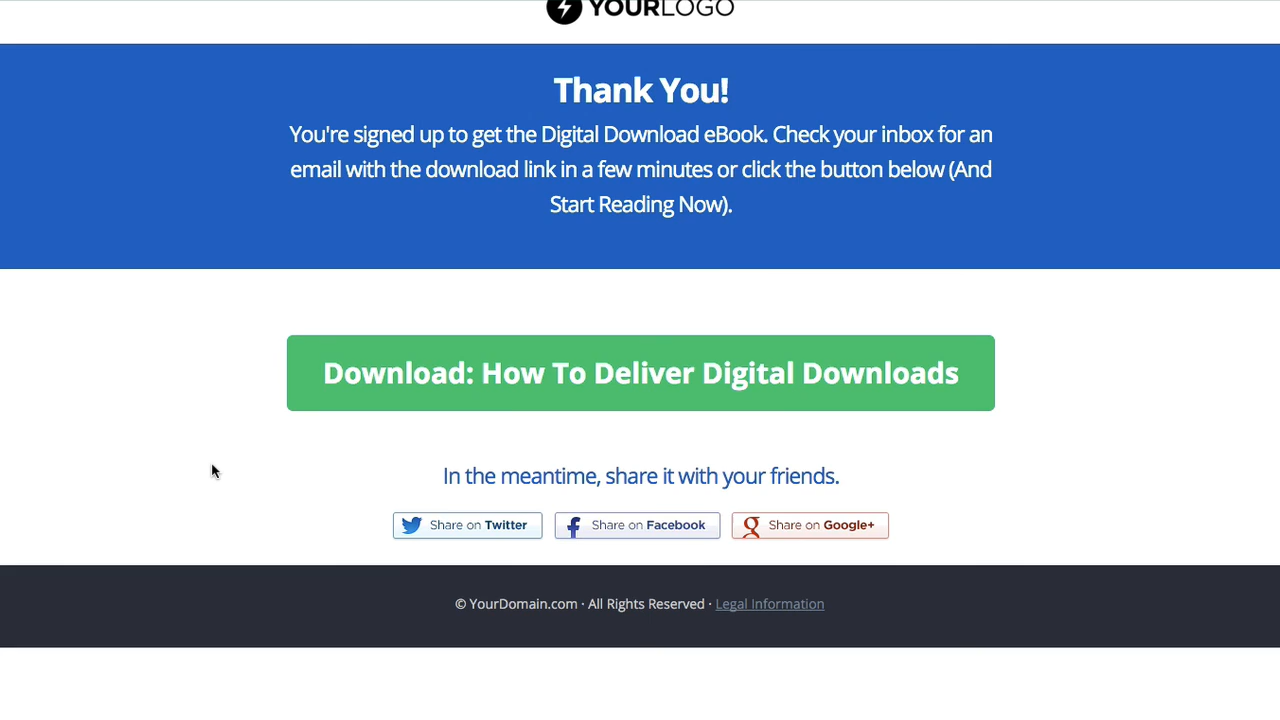 YOURLOGO
Thank You!
You're signed up to get the Digital Download eBook. Check your inbox for an
email with the download link in a few minutes or click the button below (And
Start Reading Now).
Download: How To Deliver Digital Downloads
In the meantime, share it with your friends.
Share on Twitter
Share on Facebook
Share on Google+
© YourDomain.com · All Rights Reserved · Legal Information